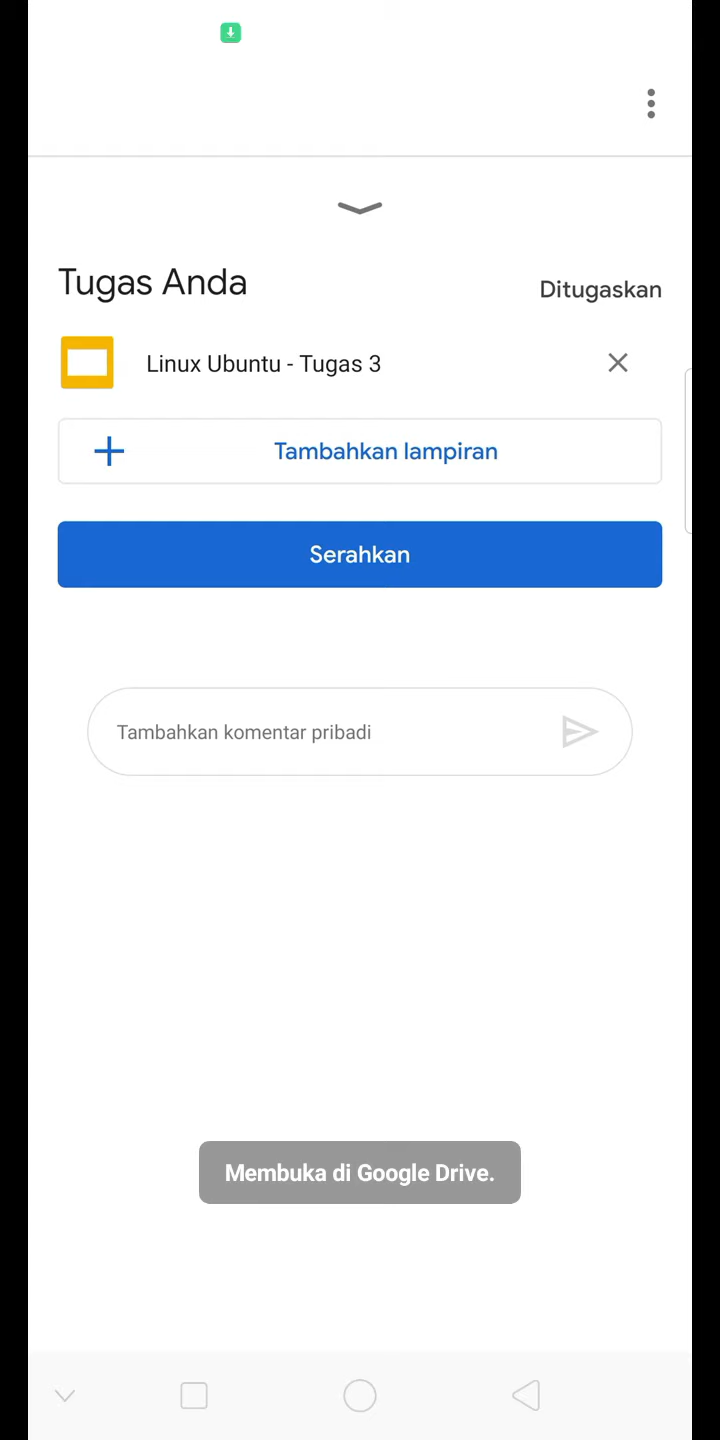 Tugas Anda
Ditugaskan
Linux Ubuntu - Tugas 3
Tambahkan lampiran
Serahkan
Tambahkan komentar pribadi
Membuka di Google Drive.